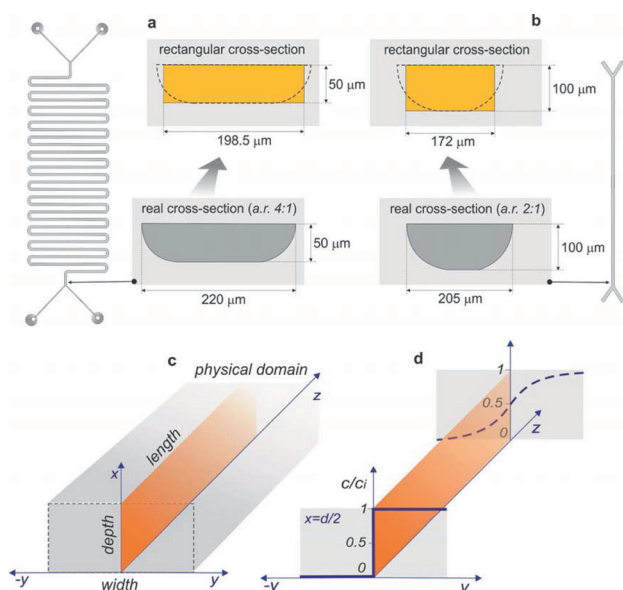 a
b
rectangular cross-section
rectangular cross-section
50 µm
100 µm
198.5 µm
172 µm
real cross-section (a.r. 4:1)
real cross-section (a.r. 2:1)
50 µm
100 µm
220 µm
205 µm
c
physical domain
z
x
length
depth
-y
width
y
d
1
0.5
0
z
c/ci
x=d/2
1
0.5
0
-y
y